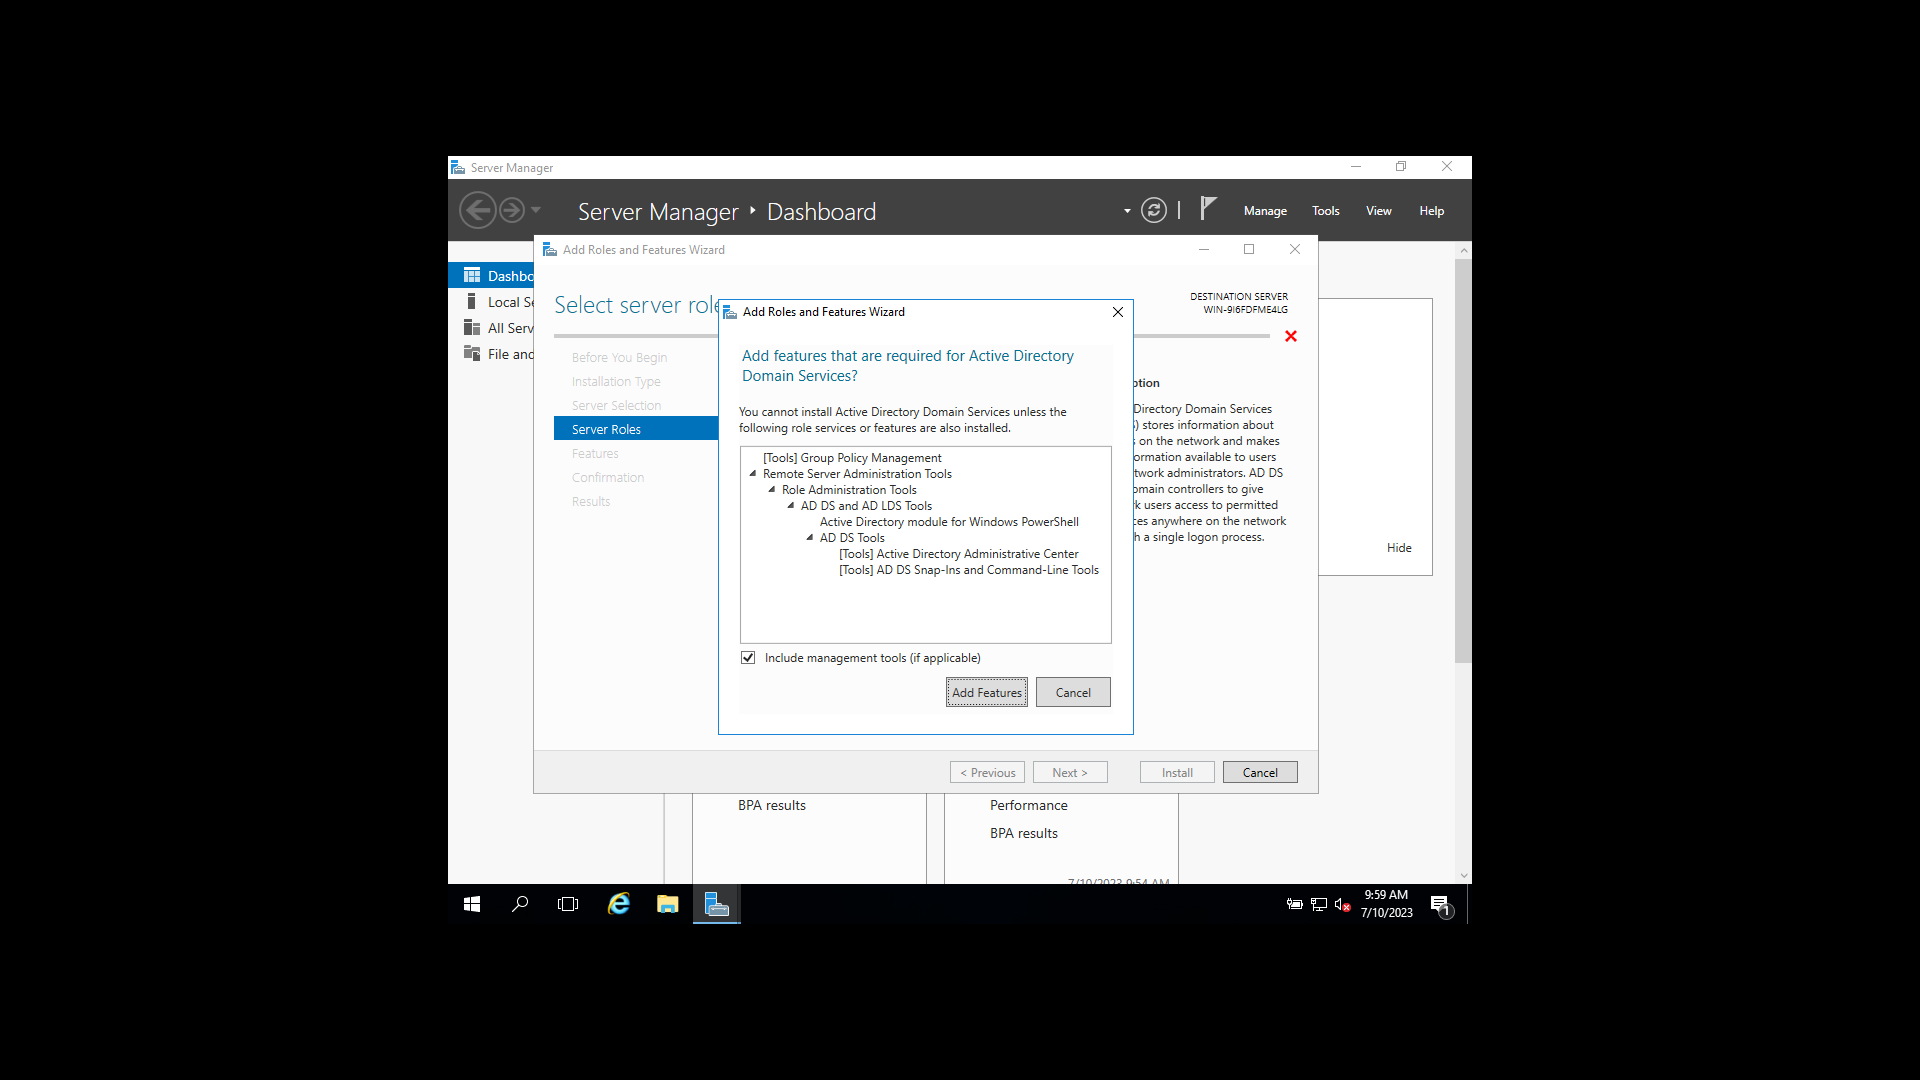 Server Manager
Server Manager Dashboard
Manage Tools View Help
Add Roles and Features Wizard
Local
All
File and
Select server
DESTINATION SERVER
WIN-9I6FDFME4LG
Before You Begin
Installation Type
Server Selection
Server Roles
Features
Confirmation
Results
Add Roles and Features Wizard
Add features that are required for Active Directory
Domain Services?
You cannot install Active Directory Domain Services unless the
following role services or features are also installed.
[Tools] Group Policy Management
Remote Server Administration Tools
Role Administration Tools
AD DS and AD LDS Tools
Active Directory module for Windows PowerShell
AD DS Tools
[Tools] Active Directory Administrative Center
[Tools] AD DS Snap-Ins and Command-Line Tools
Include management tools (if applicable)
Add Features Cancel
Directory Domain Services
stores information about
on the network and makes
available to users
administrators. AD DS
controllers to give
users access to permitted
anywhere on the network
a single logon process.
Hide
< Previous Next > Install Cancel
BPA results
Performance
BPA results
7/10/2023 9:54 AM
9:59 AM
7/10/2023
1